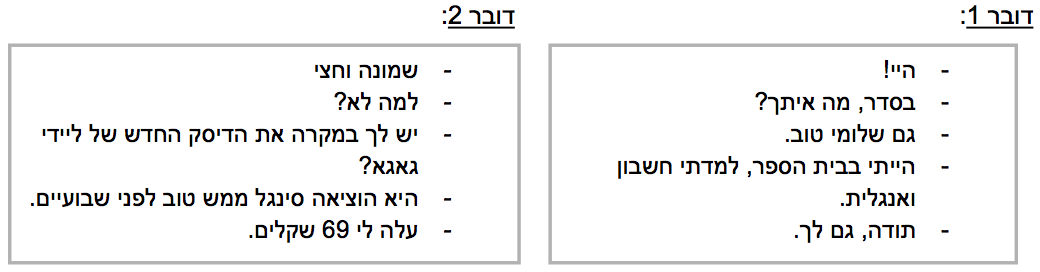 דובר 1:
- היי!
- בסדר, מה איתך?
- גם שלומי טוב.
- הייתי בבית הספר, למדתי חשבון
ואנגלית.
- תודה, גם לך.
דובר 2:
- שמונה וחצי
- למה לא?
- יש לך במקרה את הדיסק החדש של ליידי
גאגא?
- היא הוציאה סינגל ממש טוב לפני שבועיים.
- עלה לי 69 שקלים.